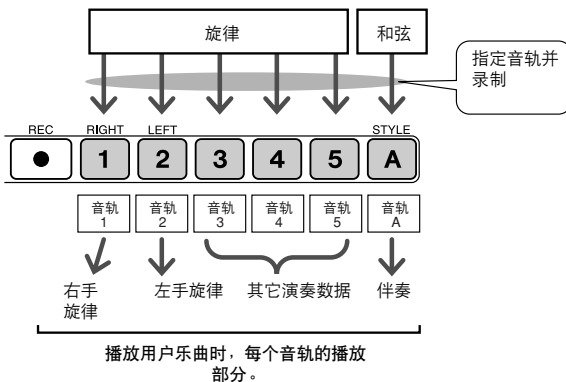 旋律
和弦
指定音轨并
录制
REC
RIGHT
LEFT
STYLE
1
2
3
4
5
A
音轨
1
音轨
2
音轨
3
音轨
4
音轨
5
音轨
A
右手
旋律
左手旋律
其它演奏数据
伴奏
播放用户乐曲时，每个音轨的播放
部分。